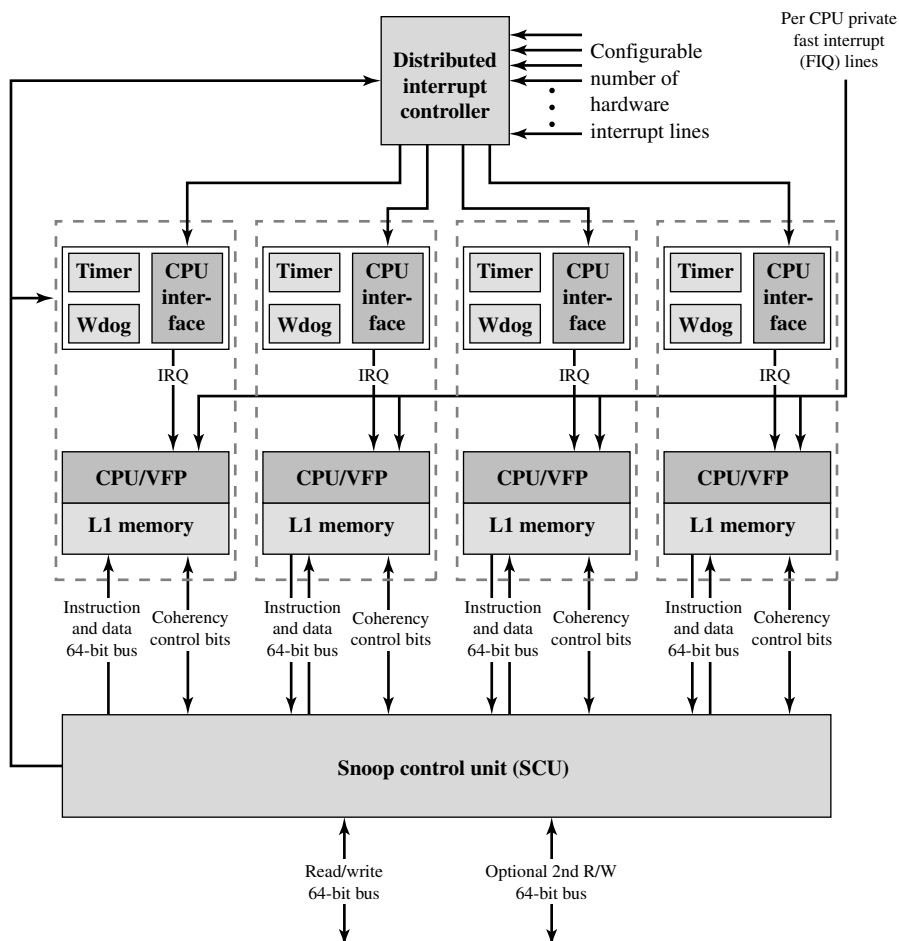 Per CPU private
fast interrupt
(FIQ) lines
Distributed
interrupt
controller
Configurable
number of
hardware
interrupt lines
Timer
Wdog
CPU
inter-
face
Timer
Wdog
CPU
inter-
face
Timer
Wdog
CPU
inter-
face
Timer
Wdog
CPU
inter-
face
IRQ
IRQ
IRQ
IRQ
CPU/VFP
L1 memory
CPU/VFP
L1 memory
CPU/VFP
L1 memory
CPU/VFP
L1 memory
Instruction
and data
64-bit bus
Coherency
control bits
Instruction
and data
64-bit bus
Coherency
control bits
Instruction
and data
64-bit bus
Coherency
control bits
Instruction
and data
64-bit bus
Coherency
control bits
Snoop control unit (SCU)
Read/write
64-bit bus
Optional 2nd R/W
64-bit bus